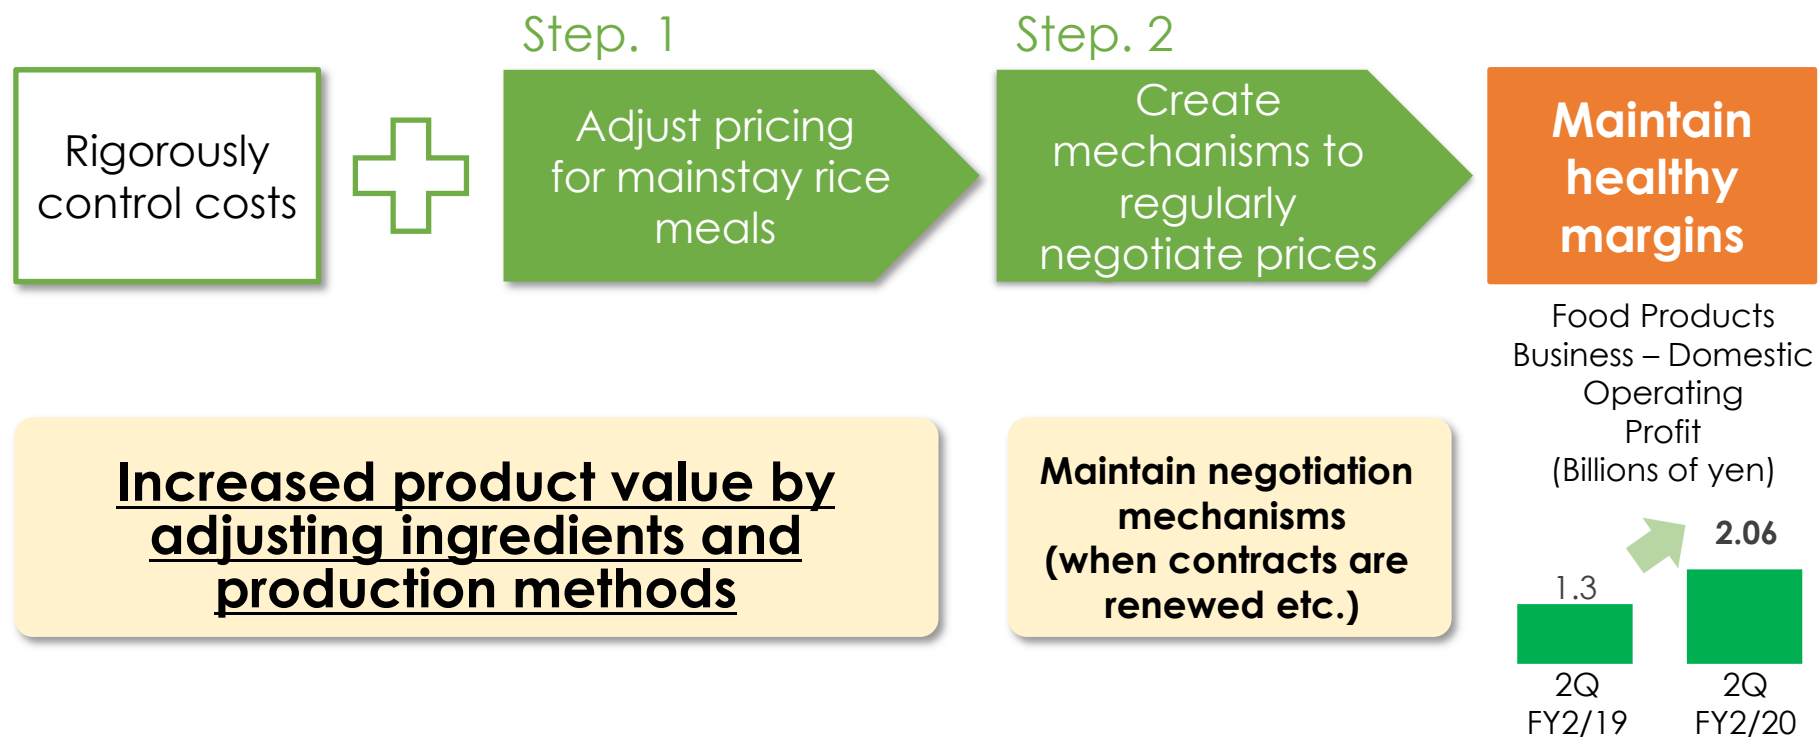 Step. 1
Step. 2
Rigorously
control costs
Adjust pricing
for mainstay rice
meals
Create
mechanisms to
regularly
negotiate prices
Maintain
healthy
margins
Increased product value by
adjusting ingredients and
production methods
Maintain negotiation
mechanisms
(when contracts are
renewed etc.)
Food Products
Business – Domestic
Operating
Profit
(Billions of yen)
1.3
2.06
2Q
FY2/19
2Q
FY2/20